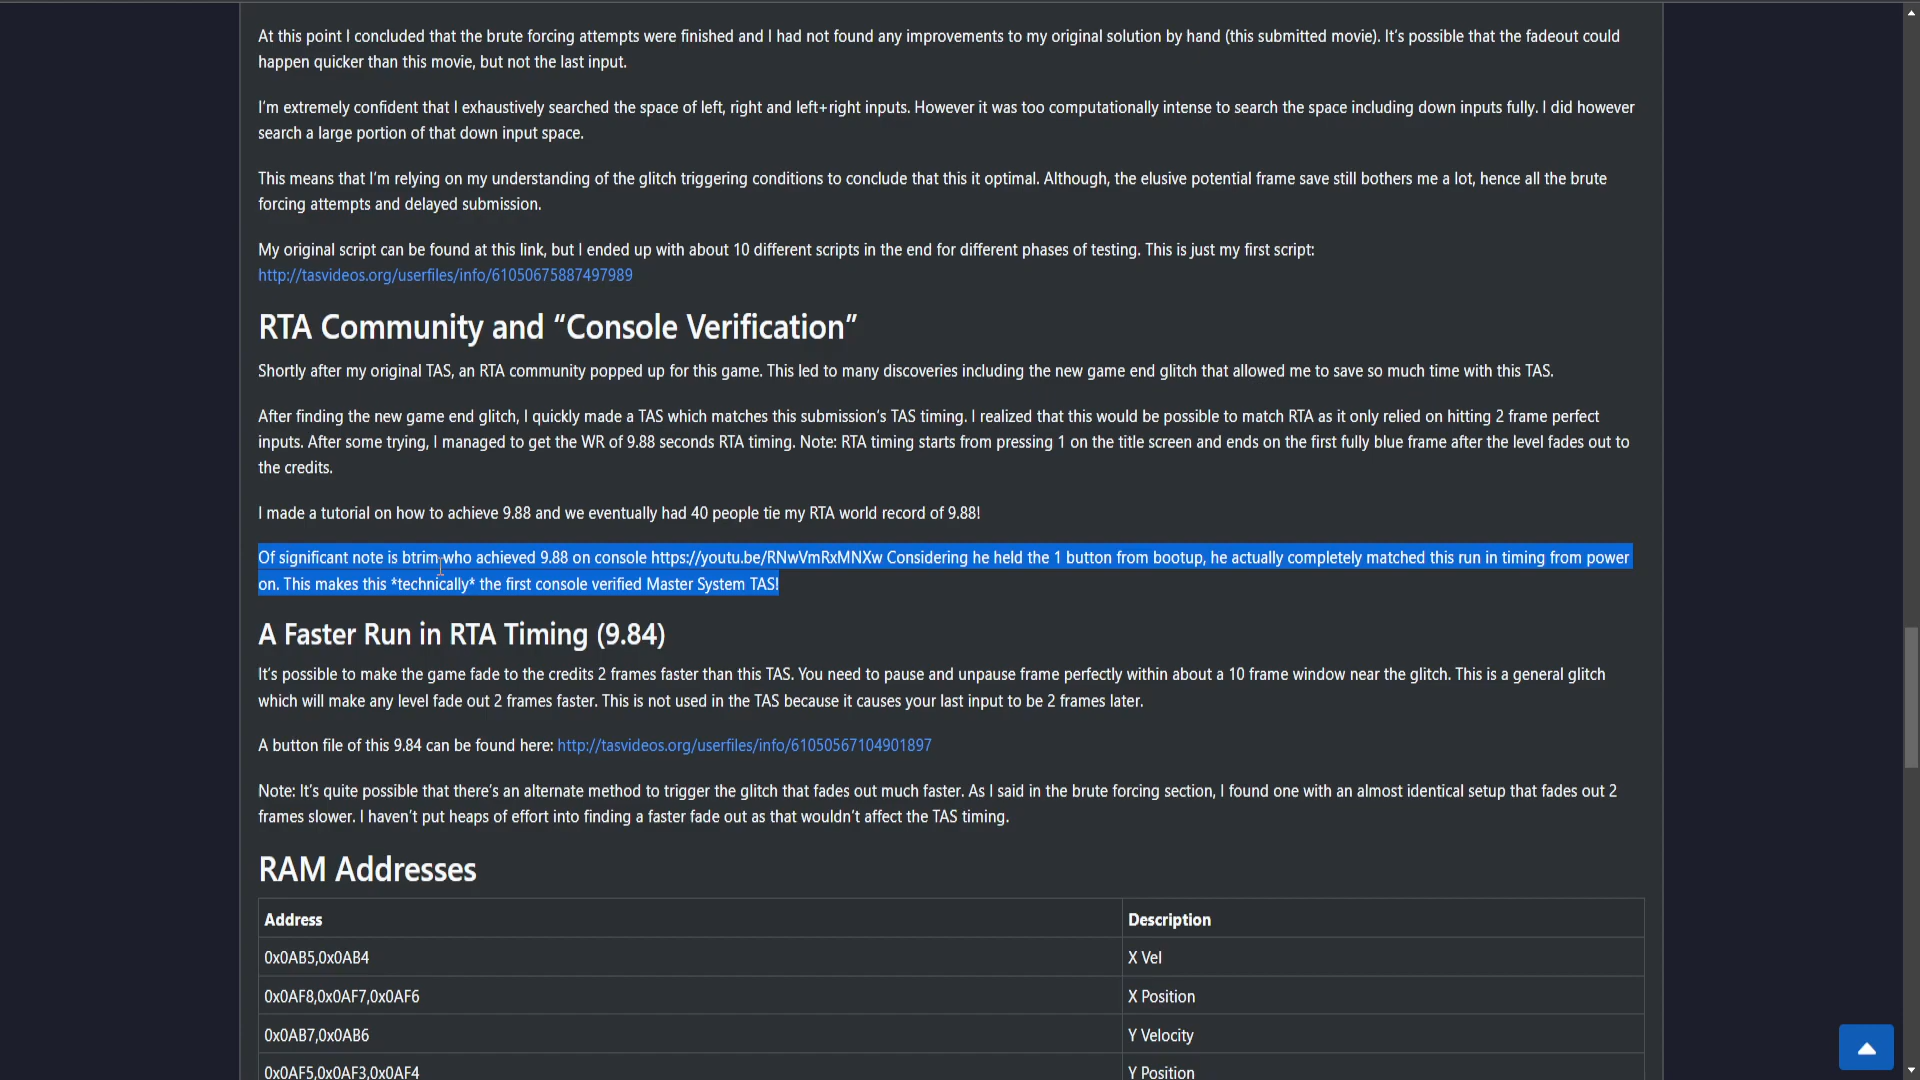 At this point I concluded that the brute forcing attempts were finished and I had not found any improvements to my original solution by hand (this submitted movie). It's possible that the fadeout could
happen quicker than this movie, but not the last input.
I'm extremely confident that I exhaustively searched the space of left, right and left+right inputs. However it was too computationally intense to search the space including down inputs fully. I did however
search a large portion of that down input space.
This means that I'm relying on my understanding of the glitch triggering conditions to conclude that this it optimal. Although, the elusive potential frame save still bothers me a lot, hence all the brute
forcing attempts and delayed submission.
My original script can be found at this link, but I ended up with about 10 different scripts in the end for different phases of testing. This is just my first script:
http://tasvideos.org/userfiles/info/61050675887497989
RTA Community and “Console Verification”
Shortly after my original TAS, an RTA community popped up for this game. This led to many discoveries including the new game end glitch that allowed me to save so much time with this TAS.
After finding the new game end glitch, I quickly made a TAS which matches this submission's TAS timing. I realized that this would be possible to match RTA as it only relied on hitting 2 frame perfect
inputs. After some trying, I managed to get the WR of 9.88 seconds RTA timing. Note: RTA timing starts from pressing 1 on the title screen and ends on the first fully blue frame after the level fades out to
the credits.
I made a tutorial on how to achieve 9.88 and we eventually had 40 people tie my RTA world record of 9.88!
Of significant note is btrim who achieved 9.88 on console https://youtu.be/RNwVmRxMNXw Considering he held the 1 button from bootup, he actually completely matched this run in timing from power
on. This makes this *technically* the first console verified Master System TAS!
A Faster Run in RTA Timing (9.84)
It's possible to make the game fade to the credits 2 frames faster than this TAS. You need to pause and unpause frame perfectly within about a 10 frame window near the glitch. This is a general glitch
which will make any level fade out 2 frames faster. This is not used in the TAS because it causes your last input to be 2 frames later.
A button file of this 9.84 can be found here: http://tasvideos.org/userfiles/info/61050567104901897
Note: It's quite possible that there's an alternate method to trigger the glitch that fades out much faster. As I said in the brute forcing section, I found one with an almost identical setup that fades out 2
frames slower. I haven't put heaps of effort into finding a faster fade out as that wouldn't affect the TAS timing.
RAM Addresses
Address Description
0x0AB5,0x0AB4 X Vel
0x0AF8,0x0AF7,0x0AF6 X Position
0x0AB7,0x0AB6 Y Velocity
0x0AF5,0x0AF3,0x0AF4 Y Position